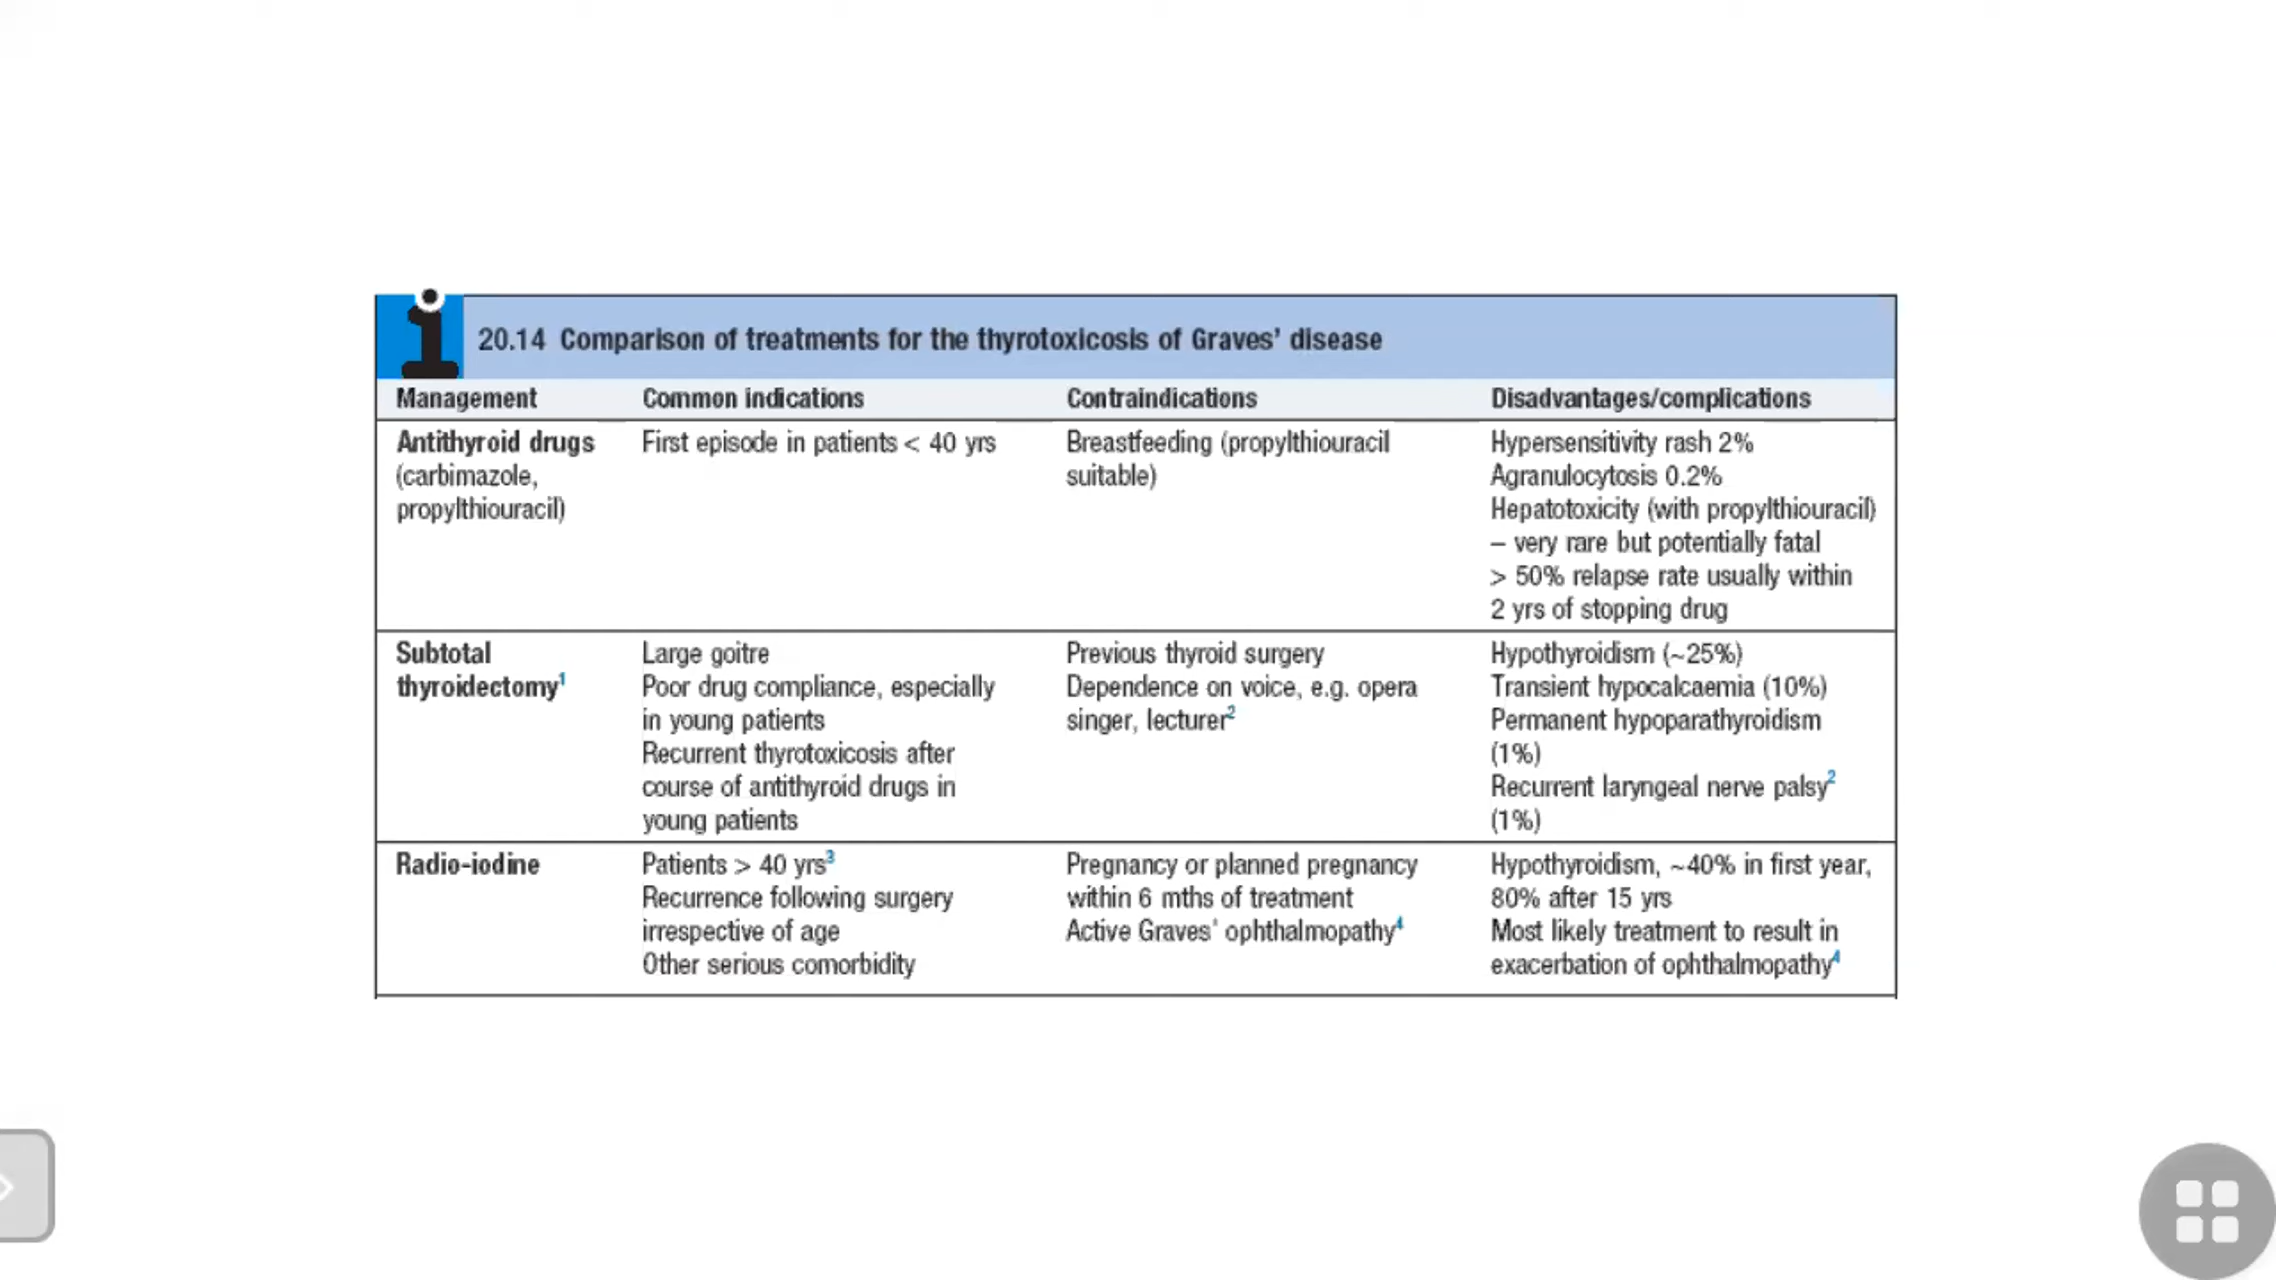 20.14 Comparison of treatments for the thyrotoxicosis of Graves’ disease
Management Common indications Contraindications Disadvantages/complications
Antithyroid drugs
(carbimazole,
propylthiouracil)
First episode in patients < 40 yrs
Breastfeeding (propylthiouracil
suitable)
Hypersensitivity rash 2%
Agranulocytosis 0.2%
Hepatotoxicity (with propylthiouracil)
– very rare but potentially fatal
> 50% relapse rate usually within
2 yrs of stopping drug
Subtotal
thyroidectomy¹
Large goitre
Poor drug compliance, especially
in young patients
Recurrent thyrotoxicosis after
course of antithyroid drugs in
young patients
Previous thyroid surgery
Dependence on voice, e.g. opera
singer, lecturer²
Hypothyroidism (~25%)
Transient hypocalcaemia (10%)
Permanent hypoparathyroidism
(1%)
Recurrent laryngeal nerve palsy²
(1%)
Radio-iodine
Patients > 40 yrs³
Recurrence following surgery
irrespective of age
Other serious comorbidity
Pregnancy or planned pregnancy
within 6 mths of treatment
Active Graves’ ophthalmopathy⁴
Hypothyroidism, ~40% in first year,
80% after 15 yrs
Most likely treatment to result in
exacerbation of ophthalmopathy⁴